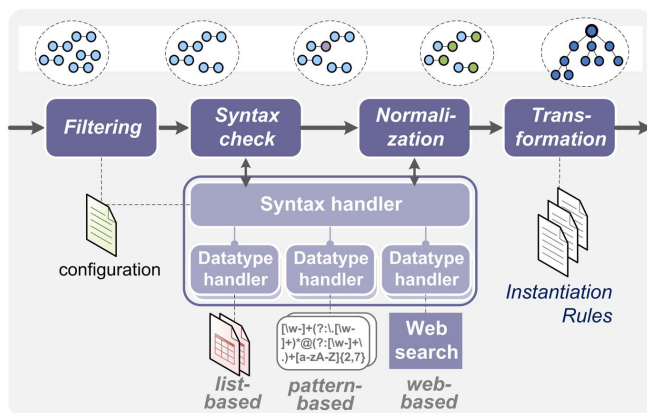 Filtering
Syntax
check
Normali-
zation
Trans-
formation
Syntax handler
configuration
Datatype
handler
Datatype
handler
Datatype
handler
Instantiation
Rules
[\w-]+(?:\.[\w-
]+)*@(?:[\w-]+\
.)+[a-zA-Z]{2,7}
Web
search
list-
based
pattern-
based
web-
based